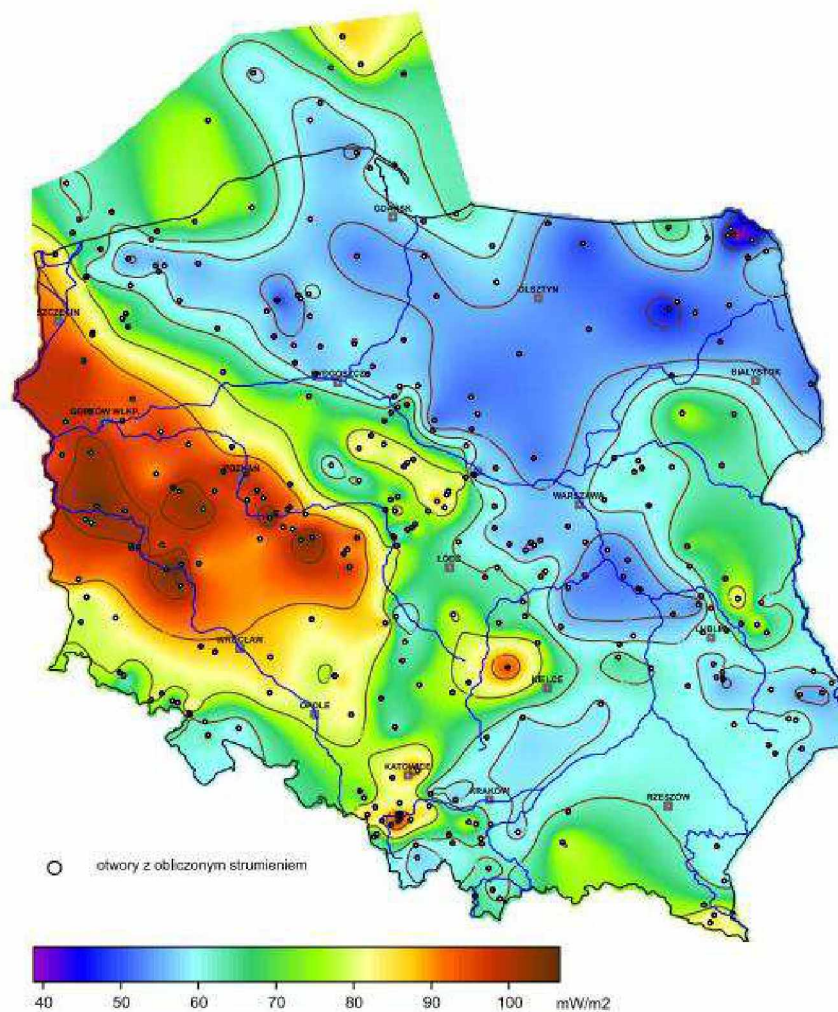 GDAŃSK
OLSZTYN
SZCZECIN
BIAŁYSTOK
BYDGOSZCZ
GORZÓW WLKP.
POZNAŃ
WARSZAWA
ŁÓDŹ
LUBLIN
WROCŁAW
KIELCE
OPOLE
KATOWICE
KRAKÓW
RZESZÓW
otwory z obliczonym strumieniem
40 50 60 70 80 90 100 mW/m2